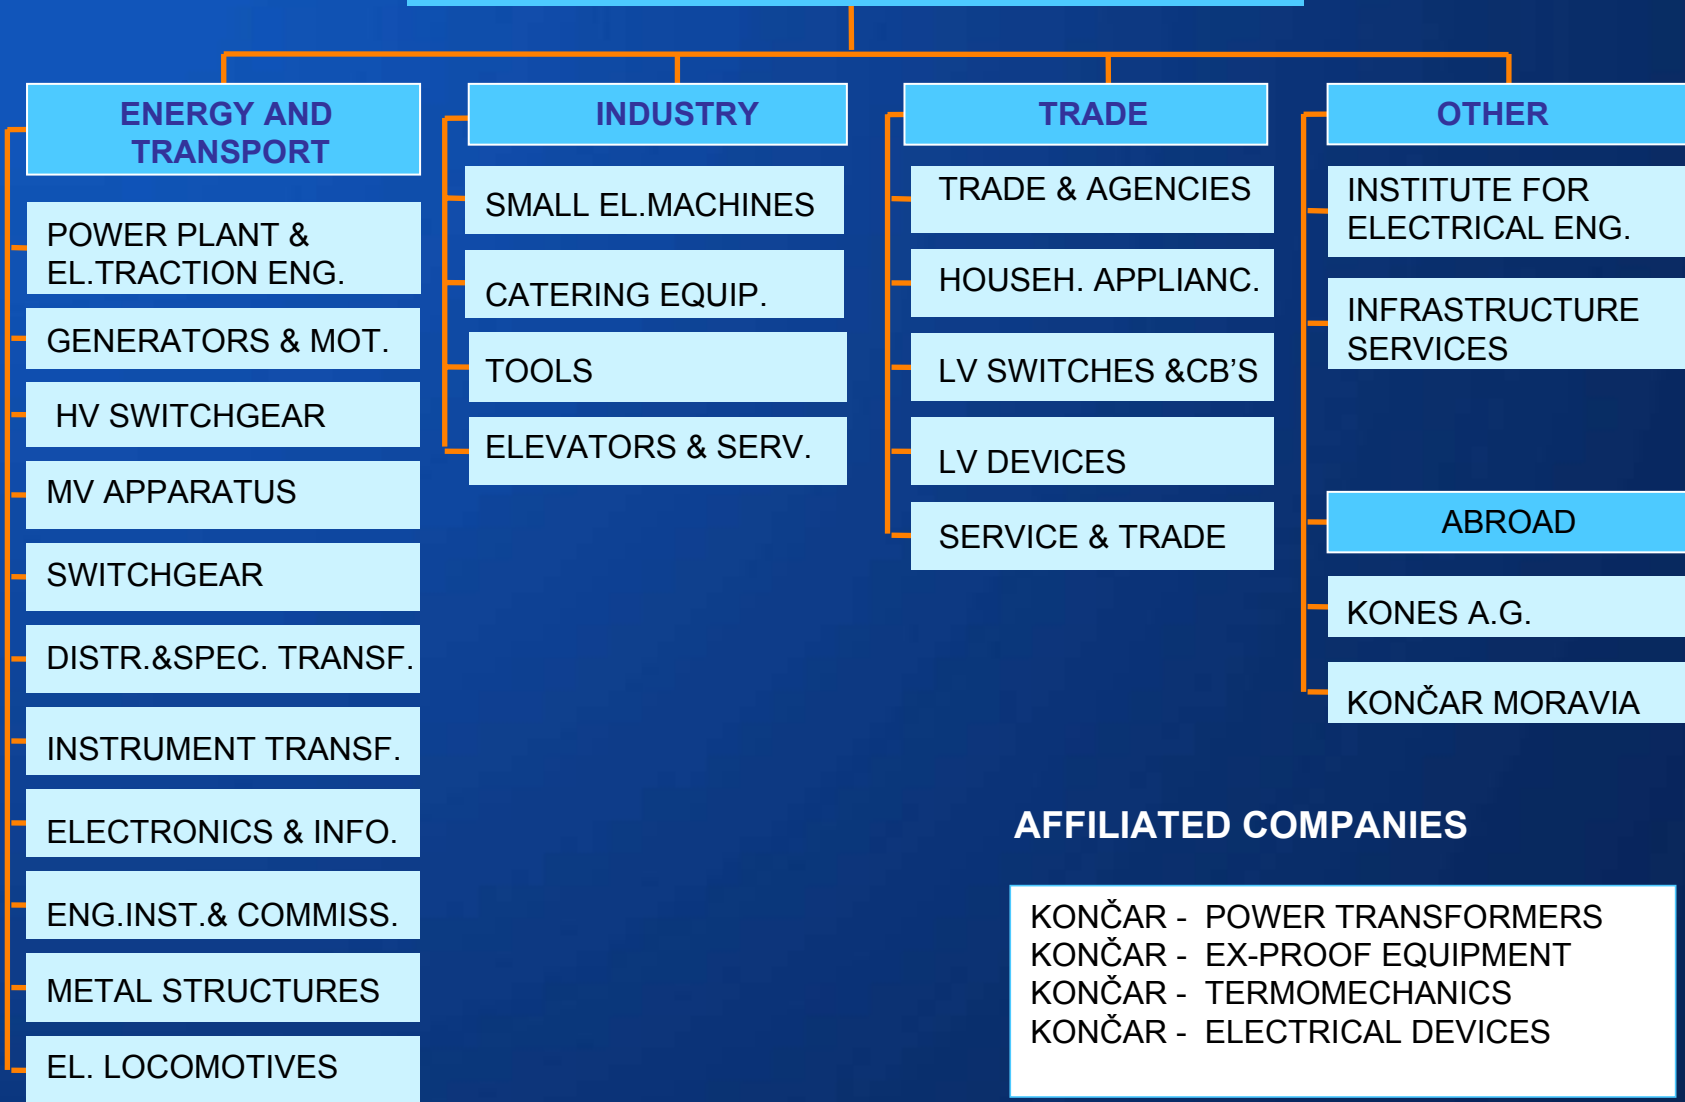 ENERGY AND
TRANSPORT
POWER PLANT &
EL.TRACTION ENG.
GENERATORS & MOT.
HV SWITCHGEAR
MV APPARATUS
SWITCHGEAR
DISTR.&SPEC. TRANSF.
INSTRUMENT TRANSF.
ELECTRONICS & INFO.
ENG.INST.& COMMISS.
METAL STRUCTURES
EL. LOCOMOTIVES
INDUSTRY
SMALL EL.MACHINES
CATERING EQUIP.
TOOLS
ELEVATORS & SERV.
TRADE
TRADE & AGENCIES
HOUSEH. APPLIANC.
LV SWITCHES &CB’S
LV DEVICES
SERVICE & TRADE
OTHER
INSTITUTE FOR
ELECTRICAL ENG.
INFRASTRUCTURE
SERVICES
ABROAD
KONES A.G.
KONČAR MORAVIA
AFFILIATED COMPANIES
KONČAR - POWER TRANSFORMERS
KONČAR - EX-PROOF EQUIPMENT
KONČAR - TERMOMECHANICS
KONČAR - ELECTRICAL DEVICES